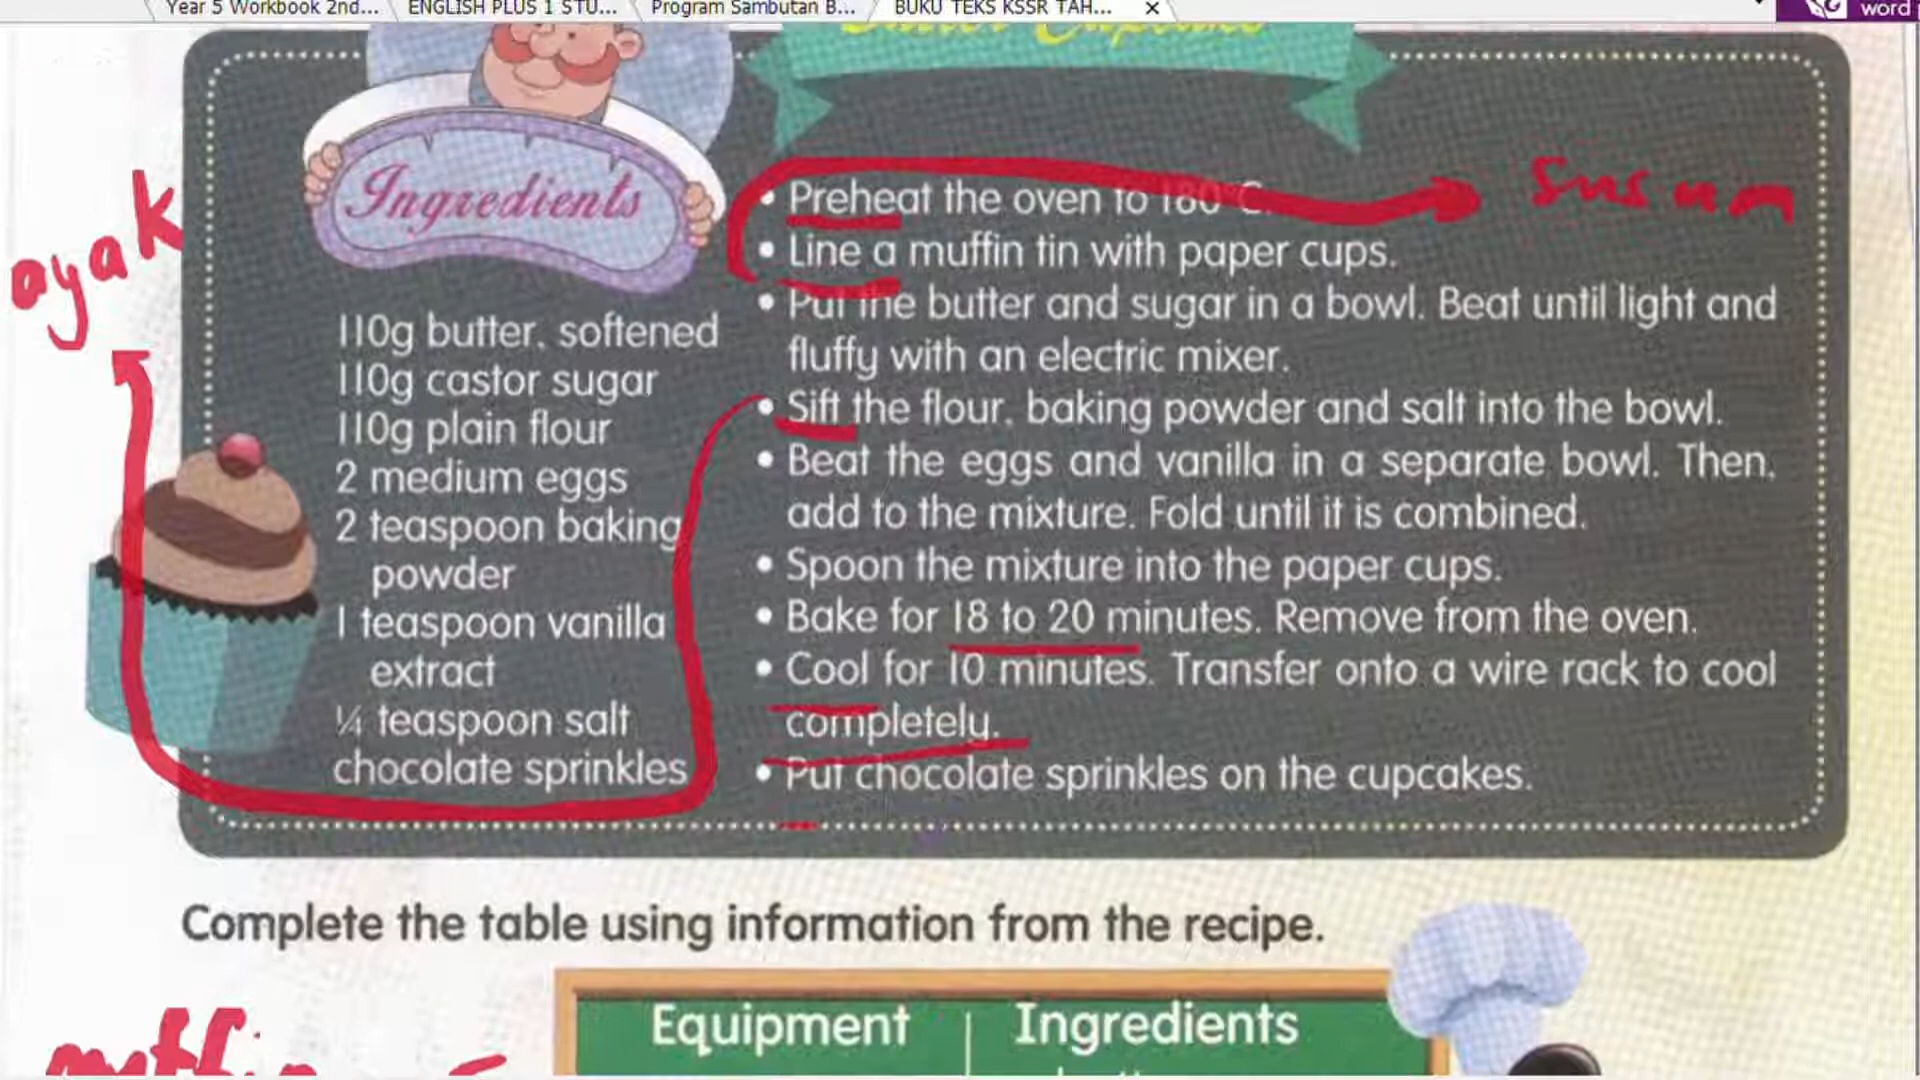 Year 5 Workbook 2nd...
ENGLISH PLUS 1 STU...
Program Sambutan B...
BUKU TEKS KSSR TAH...
word
Ingredients
110g butter, softened
110g castor sugar
110g plain flour
2 medium eggs
2 teaspoon baking
powder
1 teaspoon vanilla
extract
¼ teaspoon salt
chocolate sprinkles
• Preheat the oven to 180°C.
• Line a muffin tin with paper cups.
• Put the butter and sugar in a bowl. Beat until light and
fluffy with an electric mixer.
• Sift the flour, baking powder and salt into the bowl.
• Beat the eggs and vanilla in a separate bowl. Then,
add to the mixture. Fold until it is combined.
• Spoon the mixture into the paper cups.
• Bake for 18 to 20 minutes. Remove from the oven.
• Cool for 10 minutes. Transfer onto a wire rack to cool
completely.
• Put chocolate sprinkles on the cupcakes.
susun
ayak
Complete the table using information from the recipe.
Equipment
Ingredients